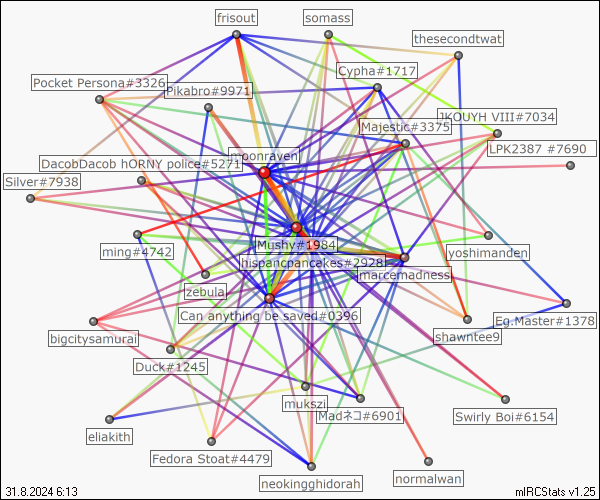 frisout
somass
thesecondtwat
Cypha#1717
Pocket Persona#3326
Pikabro#9971
JKOUYH VIII#7034
Majestic#3375
LPK2387 #7690
moonraven
DacobDacob hORNY police#5271
Silver#7938
Mushy#1984
ming#4742
yoshimanden
hispancpancakes#2928
marcemadness
zebula
Can anything be saved#0396
Eg.Master#1378
bigcitysamurai
shawntee9
Duck#1245
mukszi
Madネコ#6901
Swirly Boi#6154
eliakith
Fedora Stoat#4479
normalwan
neokingghidorah
31.8.2024 6:13
mIRCStats v1.25